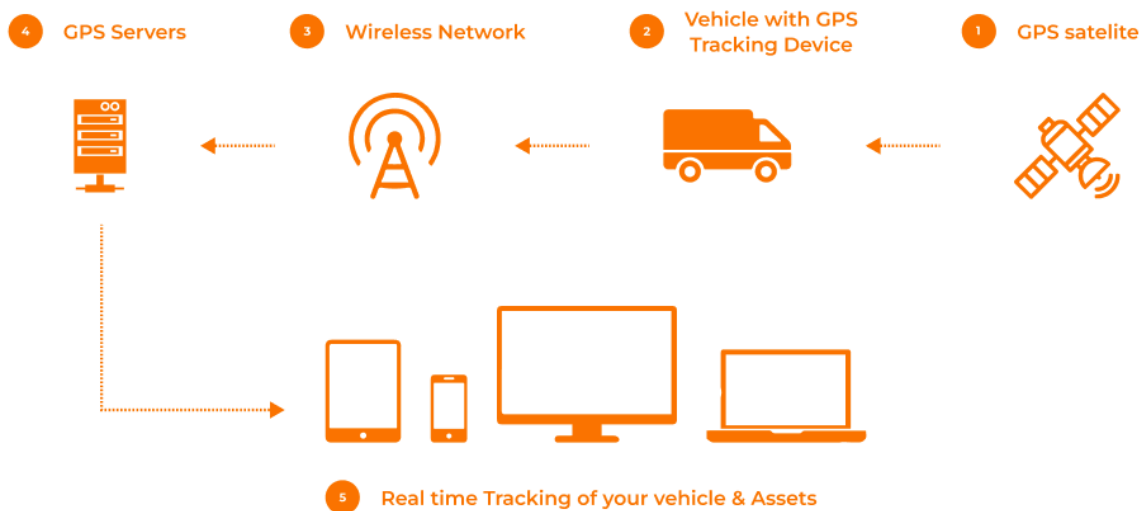 4 GPS Servers
3 Wireless Network
2 Vehicle with GPS
Tracking Device
1 GPS satelite
5 Real time Tracking of your vehicle & Assets